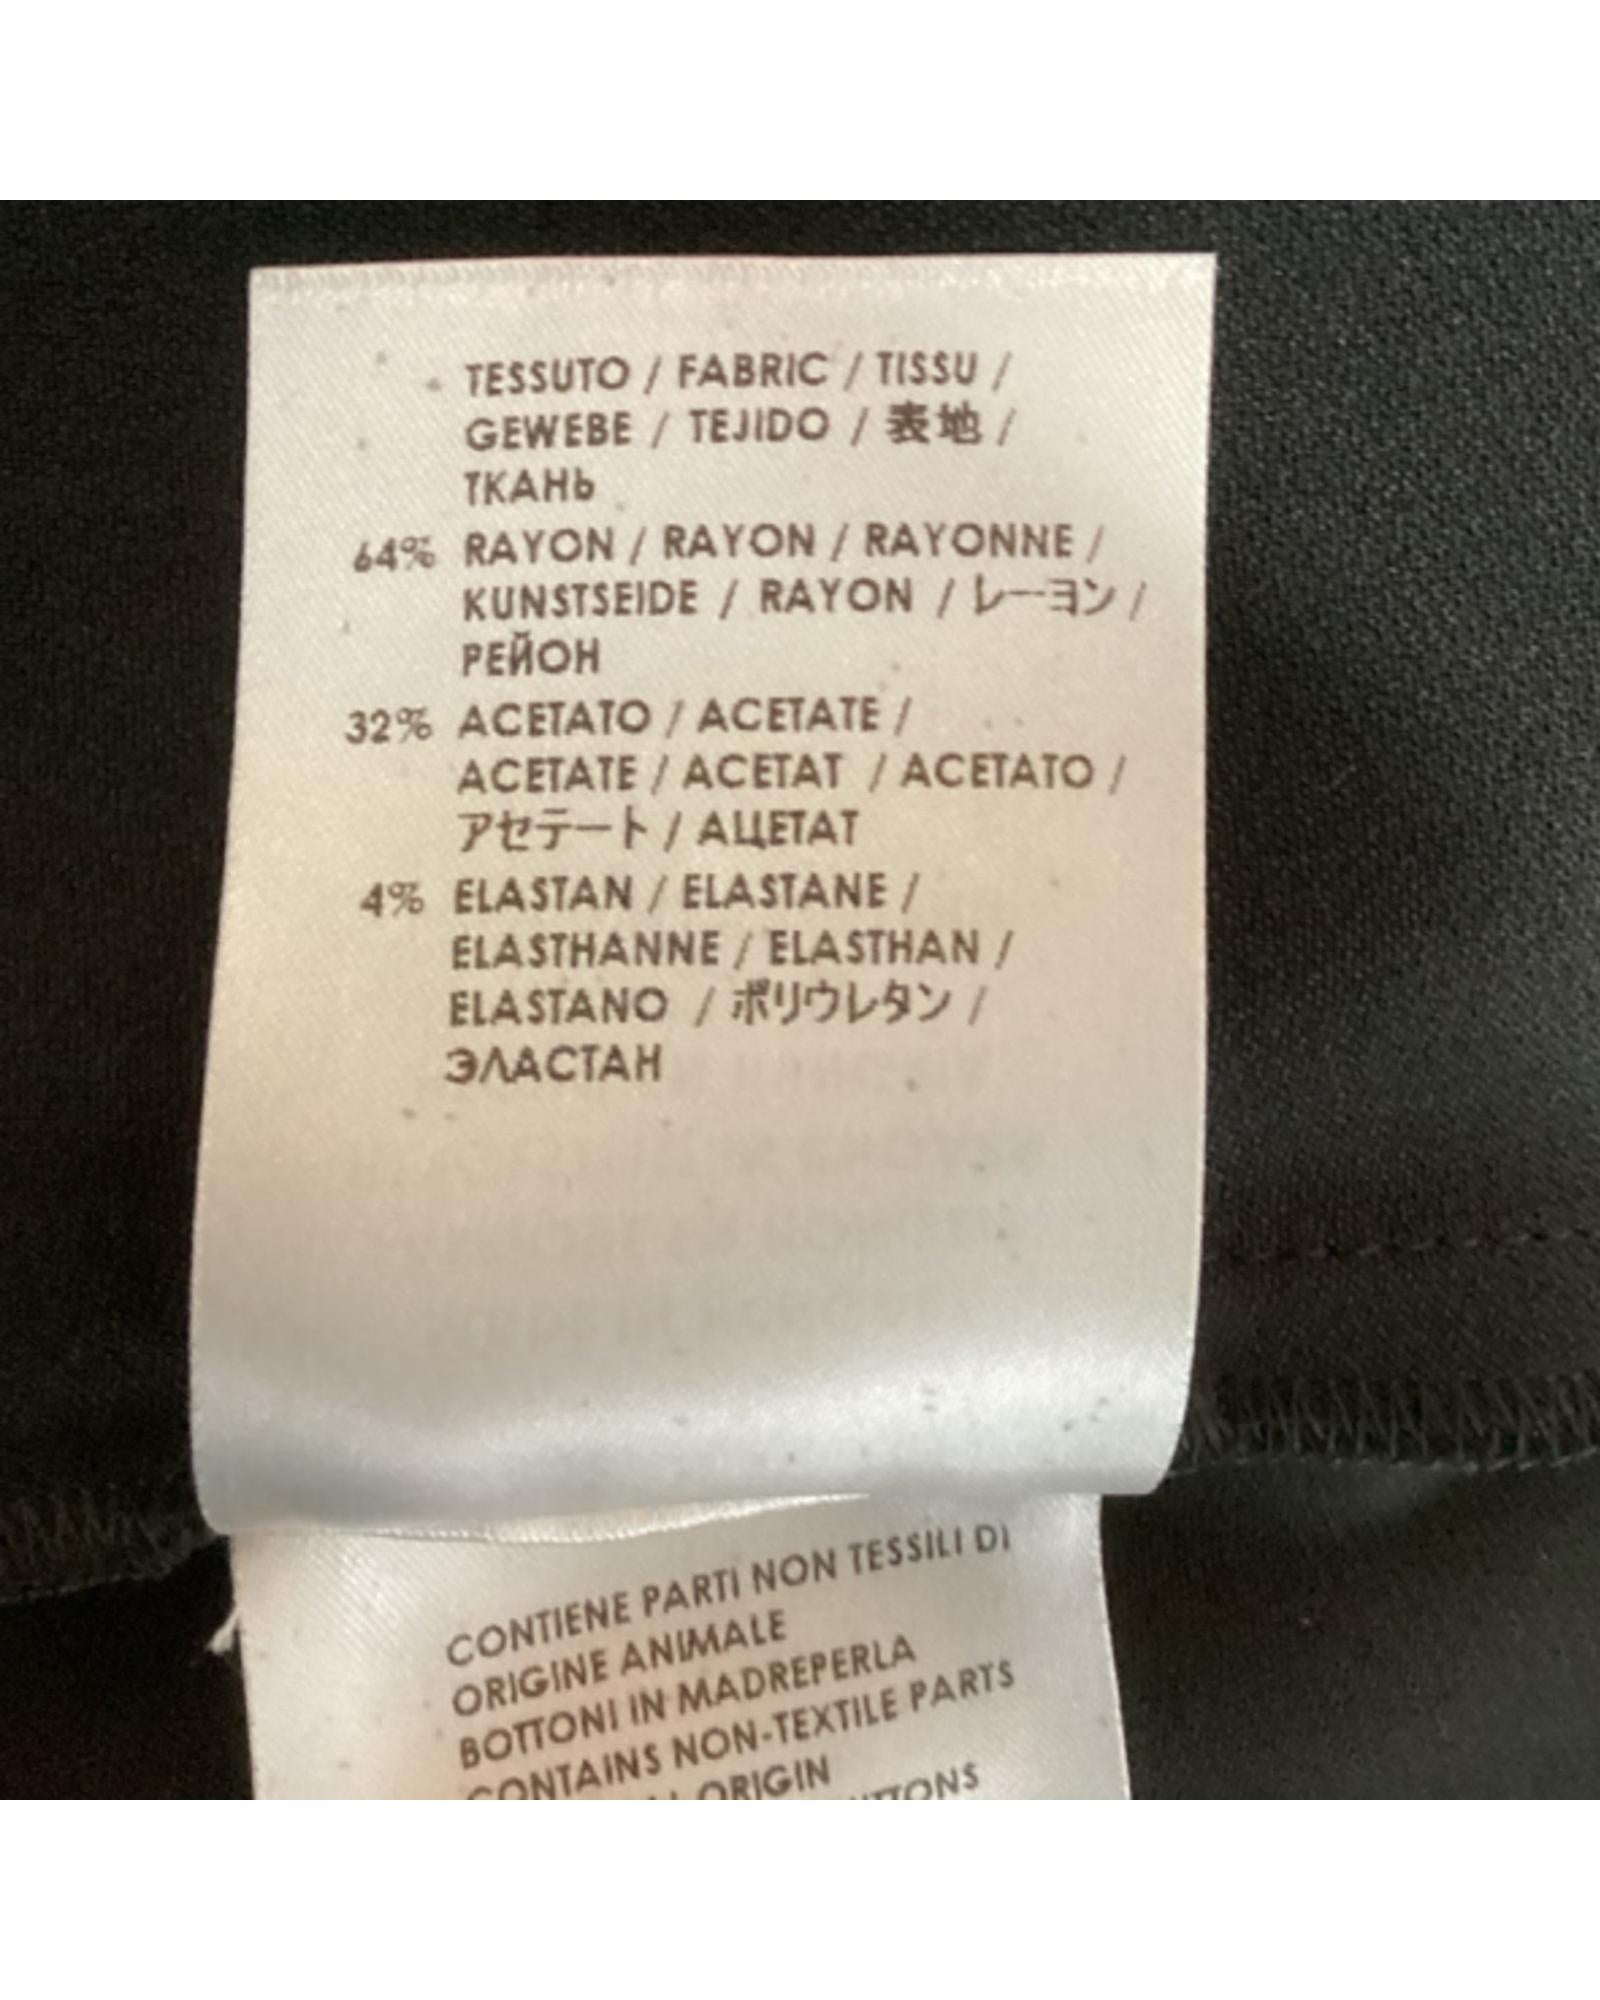 TESSUTO / FABRIC / TISSU /
GEWEBE / TEJIDO / 表地 /
ТКАНЬ
64% RAYON / RAYON / RAYONNE /
KUNSTSEIDE / RAYON / レーヨン /
РЕЙОН
32% ACETATO / ACETATE /
ACETATE / ACETAT / ACETATO /
アセテート / АЦЕТАТ
4% ELASTAN / ELASTANE /
ELASTHANNE / ELASTHAN /
ELASTANO / ポリウレタン /
ЭЛАСТАН
CONTIENE PARTI NON TESSILI DI
ORIGINE ANIMALE
BOTTONI IN MADREPERLA
CONTAINS NON-TEXTILE PARTS
ORIGIN